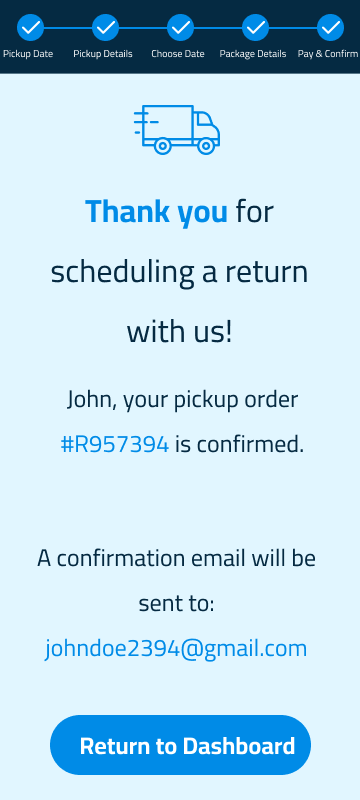 Pickup Date Pickup Details Choose Date Package Details Pay & Confirm
Thank you for
scheduling a return
with us!
John, your pickup order
#R957394 is confirmed.
A confirmation email will be
sent to:
johndoe2394@gmail.com
Return to Dashboard